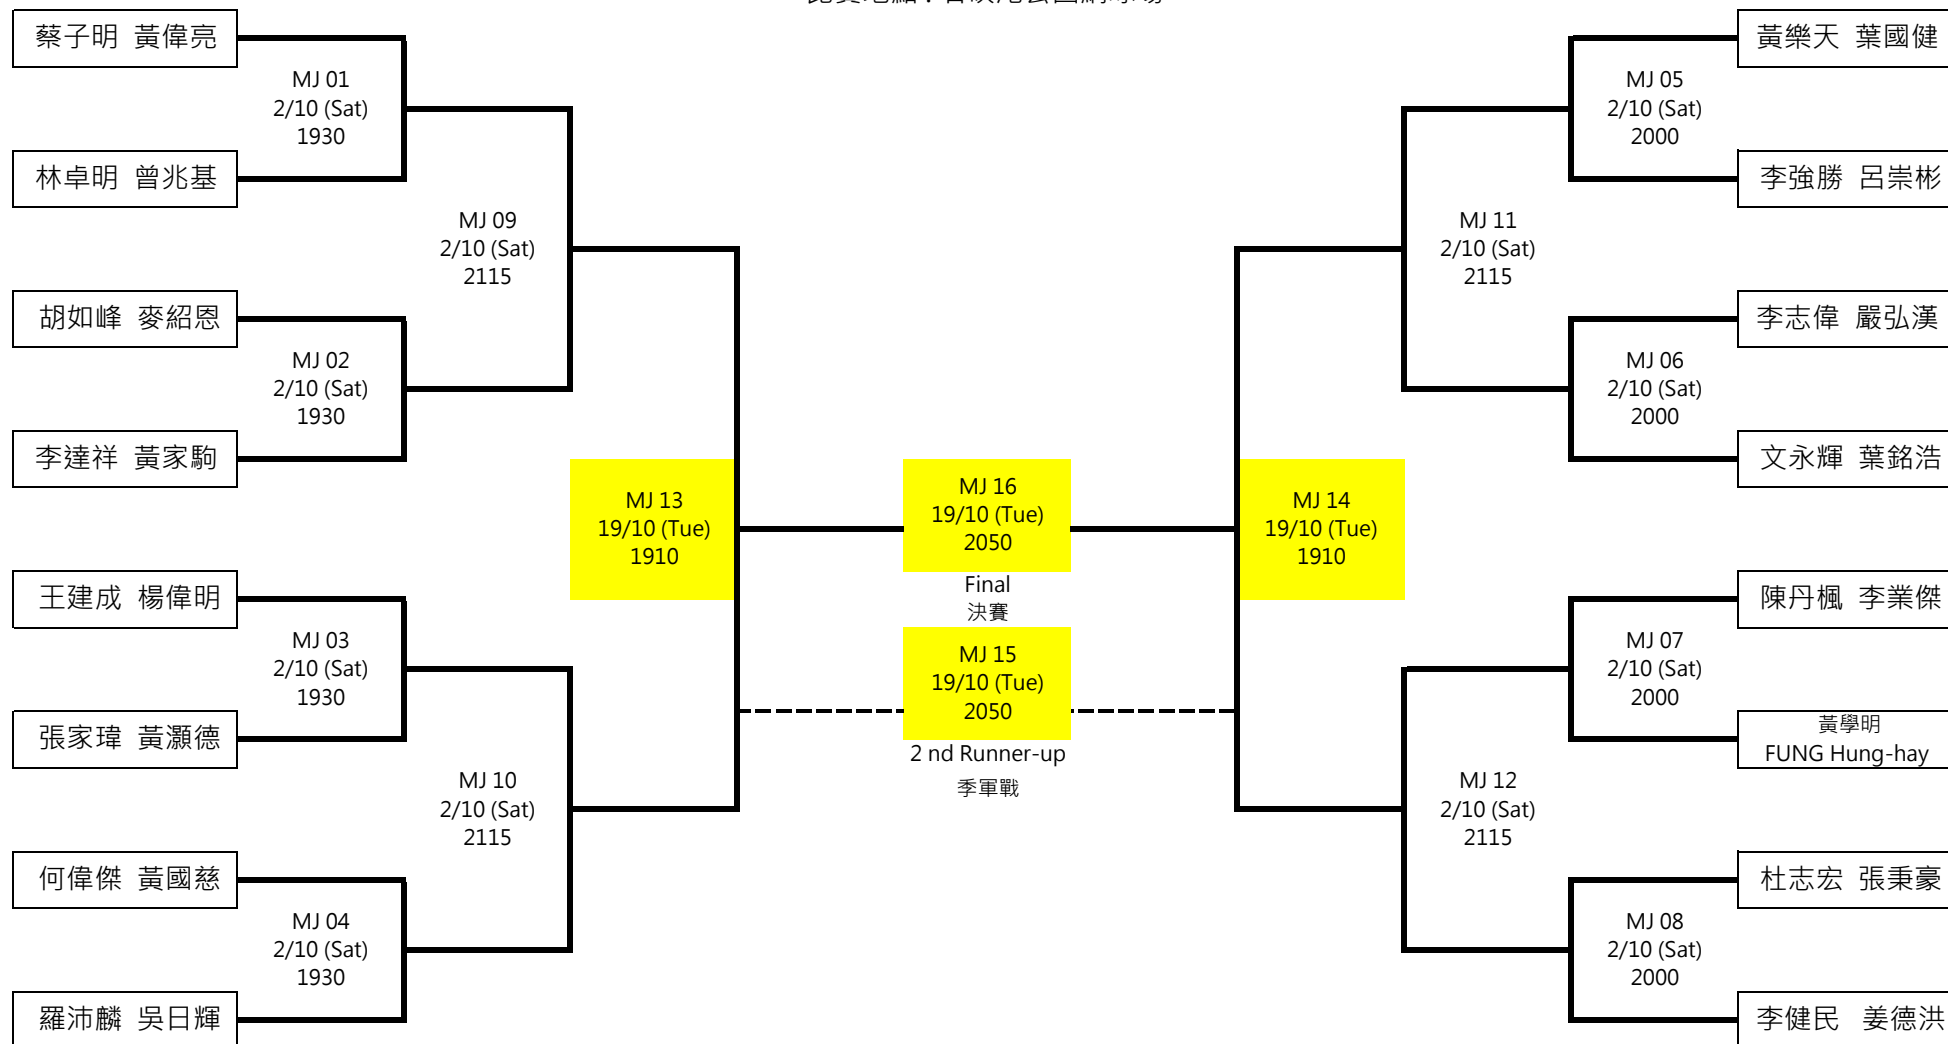 蔡子明 黃偉亮
MJ 01
2/10 (Sat)
1930
林卓明 曾兆基
MJ 09
2/10 (Sat)
2115
胡如峰 麥紹恩
MJ 02
2/10 (Sat)
1930
李達祥 黃家駒
MJ 13
19/10 (Tue)
1910
王建成 楊偉明
MJ 03
2/10 (Sat)
1930
張家瑋 黃灝德
MJ 10
2/10 (Sat)
2115
何偉傑 黃國慈
MJ 04
2/10 (Sat)
1930
羅沛麟 吳日輝
MJ 16
19/10 (Tue)
2050
Final
決賽
MJ 15
19/10 (Tue)
2050
2 nd Runner-up
季軍戰
黃樂天 葉國健
MJ 05
2/10 (Sat)
2000
李強勝 呂崇彬
MJ 11
2/10 (Sat)
2115
李志偉 嚴弘漢
MJ 06
2/10 (Sat)
2000
文永輝 葉銘浩
MJ 14
19/10 (Tue)
1910
陳丹楓 李業傑
MJ 07
2/10 (Sat)
2000
黃學明
FUNG Hung-hay
MJ 12
2/10 (Sat)
2115
杜志宏 張秉豪
MJ 08
2/10 (Sat)
2000
李健民 姜德洪